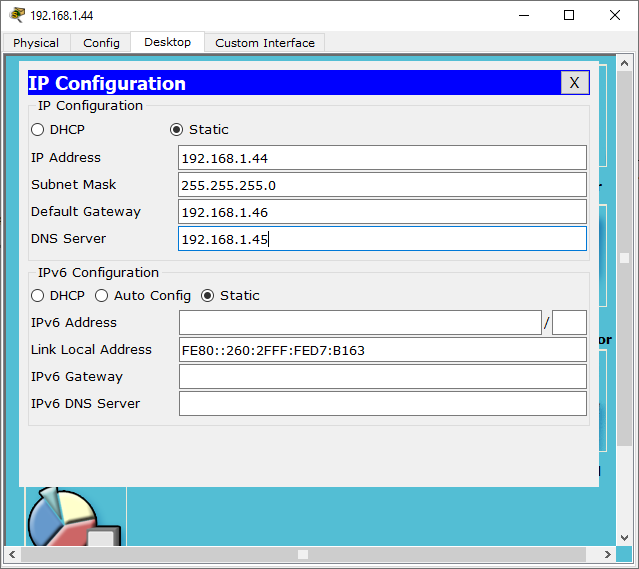 192.168.1.44
Physical Config Desktop Custom Interface
IP Configuration X
IP Configuration
DHCP Static
IP Address 192.168.1.44
Subnet Mask 255.255.255.0
Default Gateway 192.168.1.46
DNS Server 192.168.1.45
IPv6 Configuration
DHCP Auto Config Static
IPv6 Address /
Link Local Address FE80::260:2FFF:FED7:B163
IPv6 Gateway
IPv6 DNS Server